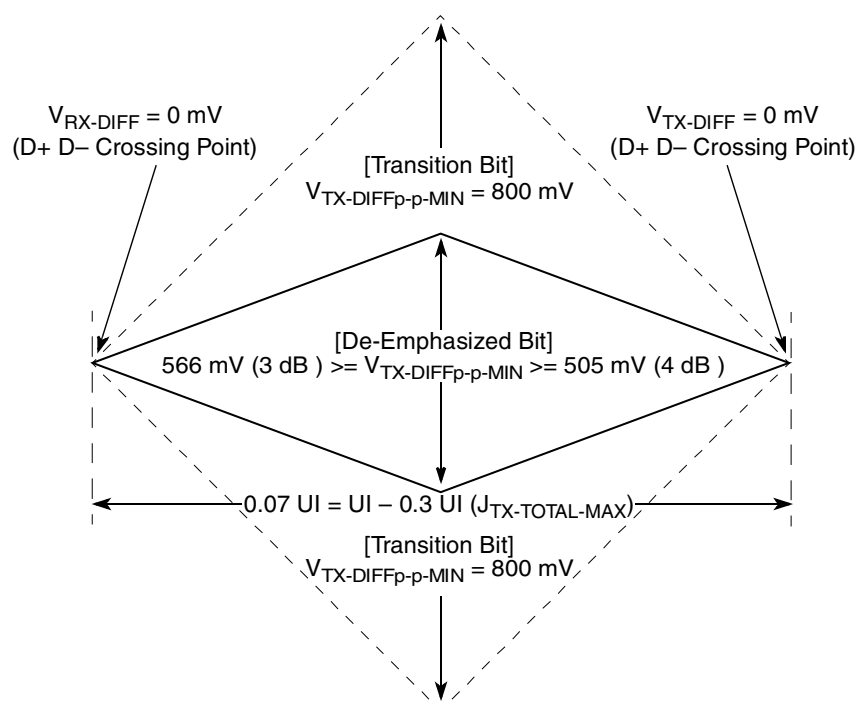 V_RX-DIFF = 0 mV
(D+ D– Crossing Point)
V_TX-DIFF = 0 mV
(D+ D– Crossing Point)
[Transition Bit]
V_TX-DIFFp-p-MIN = 800 mV
[De-Emphasized Bit]
566 mV (3 dB ) >= V_TX-DIFFp-p-MIN >= 505 mV (4 dB )
0.07 UI = UI – 0.3 UI (J_TX-TOTAL-MAX)
[Transition Bit]
V_TX-DIFFp-p-MIN = 800 mV